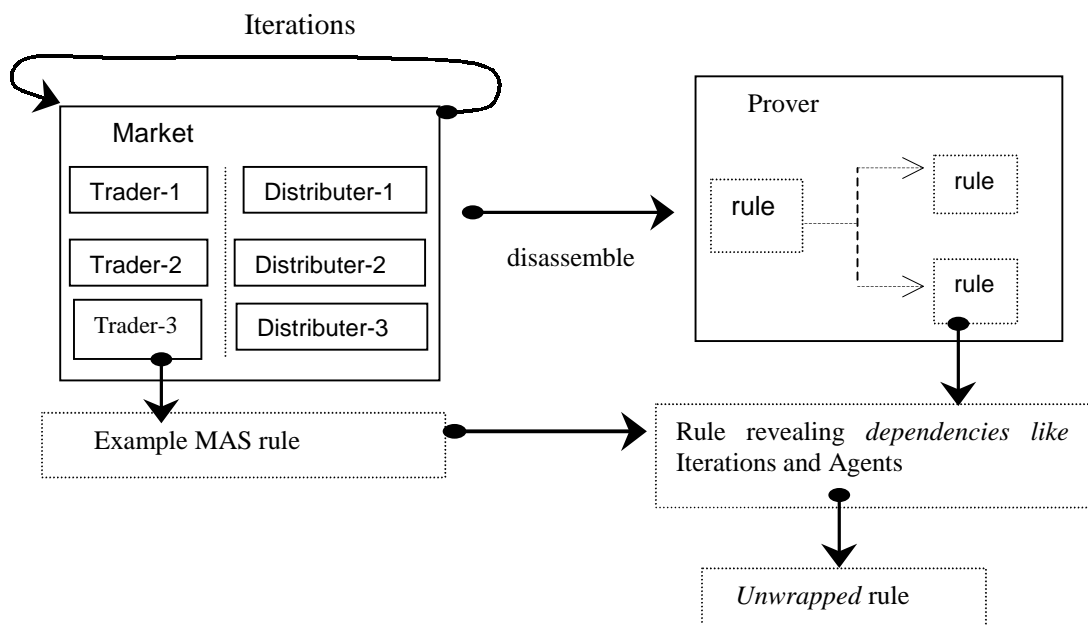 Iterations
Market
Trader-1
Distributer-1
Trader-2
Distributer-2
Trader-3
Distributer-3
disassemble
Prover
rule
rule
rule
Example MAS rule
Rule revealing dependencies like
Iterations and Agents
Unwrapped rule